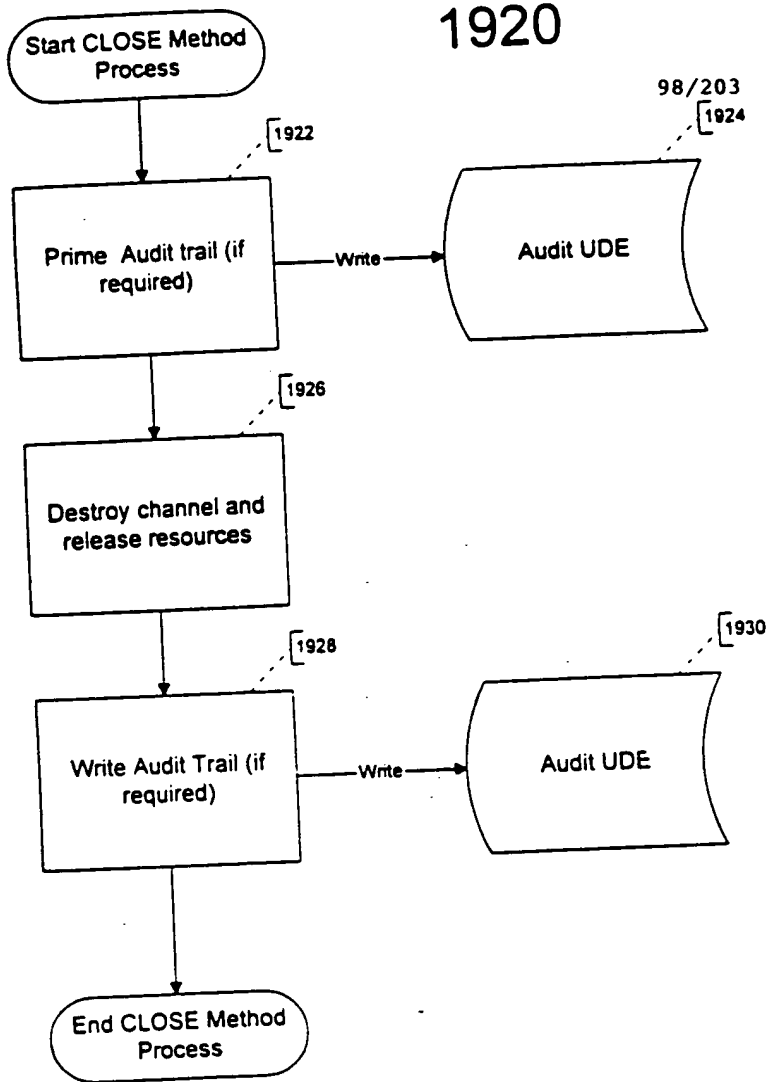 1920
Start CLOSE Method
Process
98/203
1922
1924
Prime Audit trail (if
required)
Write
Audit UDE
1926
Destroy channel and
release resources
1928
1930
Write Audit Trail (if
required)
Write
Audit UDE
End CLOSE Method
Process